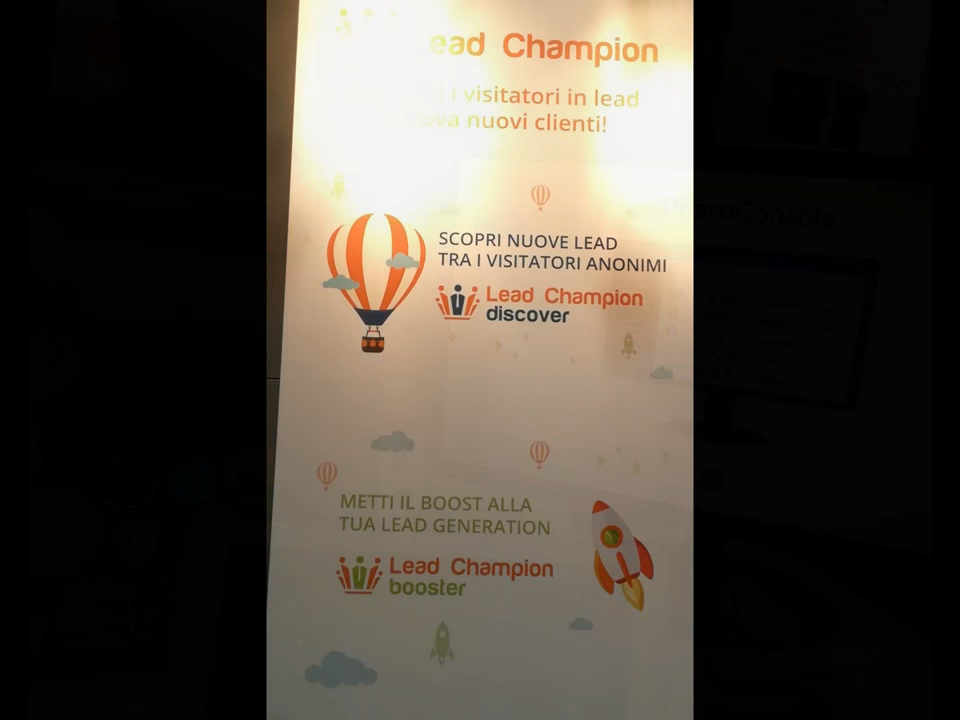 ead Champion
i visitatori in lead
nuovi clienti!
SCOPRI NUOVE LEAD
TRA I VISITATORI ANONIMI
Lead Champion
discover
METTI IL BOOST ALLA
TUA LEAD GENERATION
Lead Champion
booster